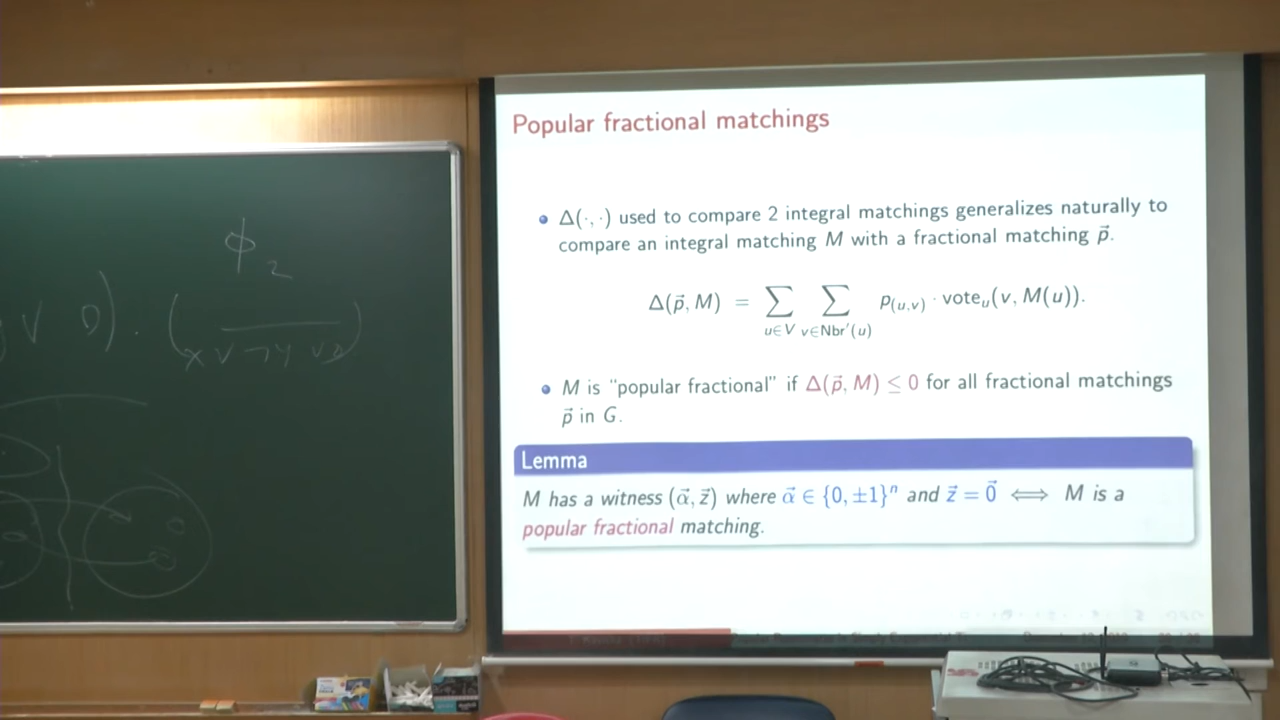 Popular fractional matchings
Δ(·, ·) used to compare 2 integral matchings generalizes naturally to
compare an integral matching M with a fractional matching p⃗.
Δ(p⃗, M) = ∑ ∑ p(u,v) · voteᵤ(v, M(u)).
u∈V v∈Nbr′(u)
M is "popular fractional" if Δ(p⃗, M) ≤ 0 for all fractional matchings
p⃗ in G.
Lemma
M has a witness (α⃗, z⃗) where α⃗ ∈ {0, ±1}ⁿ and z⃗ = 0⃗ ⟺ M is a
popular fractional matching.
ϕ₂